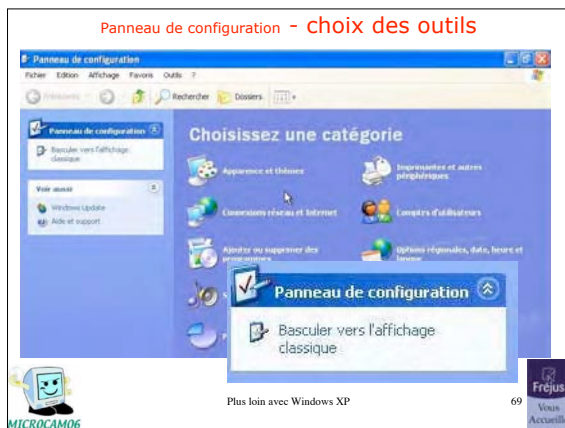 Panneau de configuration - choix des outils
Panneau de configuration
Fichier Edition Affichage Favoris Outils ?
Précédente Rechercher Dossiers
Panneau de configuration
Basculer vers l'affichage
classique
Voir aussi
Windows Update
Aide et support
Choisissez une catégorie
Apparence et thèmes
Imprimantes et autres
périphériques
Connexions réseau et Internet
Comptes d'utilisateurs
Ajouter ou supprimer des
programmes
Options régionales, date, heure et
langue
Panneau de configuration
Basculer vers l'affichage
classique
MICROCAM06
Plus loin avec Windows XP
69
Fréjus
Vous
Accueille